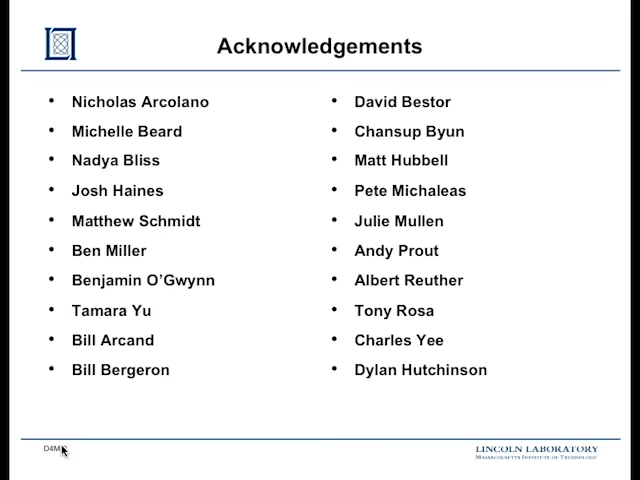 Acknowledgements
• Nicholas Arcolano
• Michelle Beard
• Nadya Bliss
• Josh Haines
• Matthew Schmidt
• Ben Miller
• Benjamin O'Gwynn
• Tamara Yu
• Bill Arcand
• Bill Bergeron
• David Bestor
• Chansup Byun
• Matt Hubbell
• Pete Michaleas
• Julie Mullen
• Andy Prout
• Albert Reuther
• Tony Rosa
• Charles Yee
• Dylan Hutchinson
LINCOLN LABORATORY
MASSACHUSETTS INSTITUTE OF TECHNOLOGY